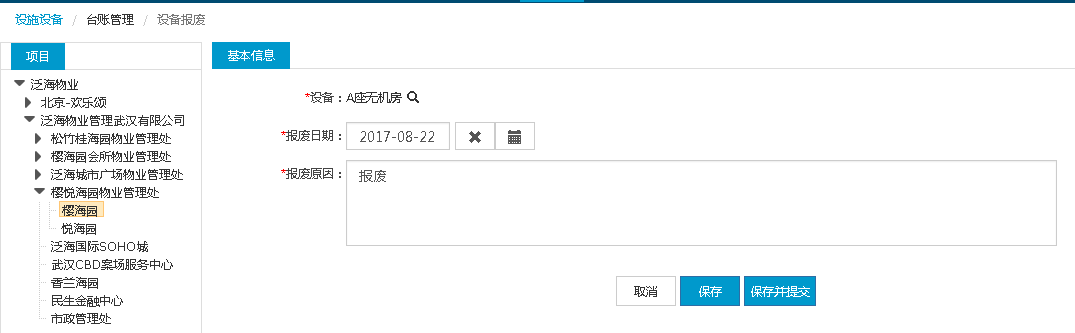 设施设备 / 台账管理 / 设备报废
项目
泛海物业
北京-欢乐颂
泛海物业管理武汉有限公司
松竹桂海园物业管理处
樱海园会所物业管理处
泛海城市广场物业管理处
樱悦海园物业管理处
樱海园
悦海园
泛海国际SOHO城
武汉CBD案场服务中心
香兰海园
民生金融中心
市政管理处
基本信息
*设备：A座无机房
*报废日期： 2017-08-22
*报废原因： 报废
取消 保存 保存并提交